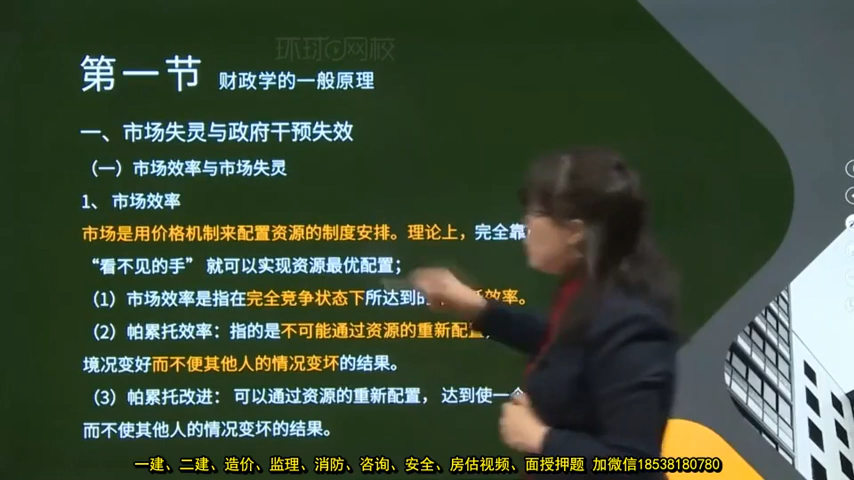 环球网校
第一节 财政学的一般原理
一、市场失灵与政府干预失效
（一）市场效率与市场失灵
1、 市场效率
市场是用价格机制来配置资源的制度安排。理论上，完全靠
“看不见的手” 就可以实现资源最优配置；
（1）市场效率是指在完全竞争状态下所达到的 效率。
（2）帕累托效率：指的是不可能通过资源的重新配置，
境况变好而不便其他人的情况变坏的结果。
（3）帕累托改进：可以通过资源的重新配置，达到使一个
而不使其他人的情况变坏的结果。
一建、二建、造价、监理、消防、咨询、安全、房估视频、面授押题 加微信18538180780